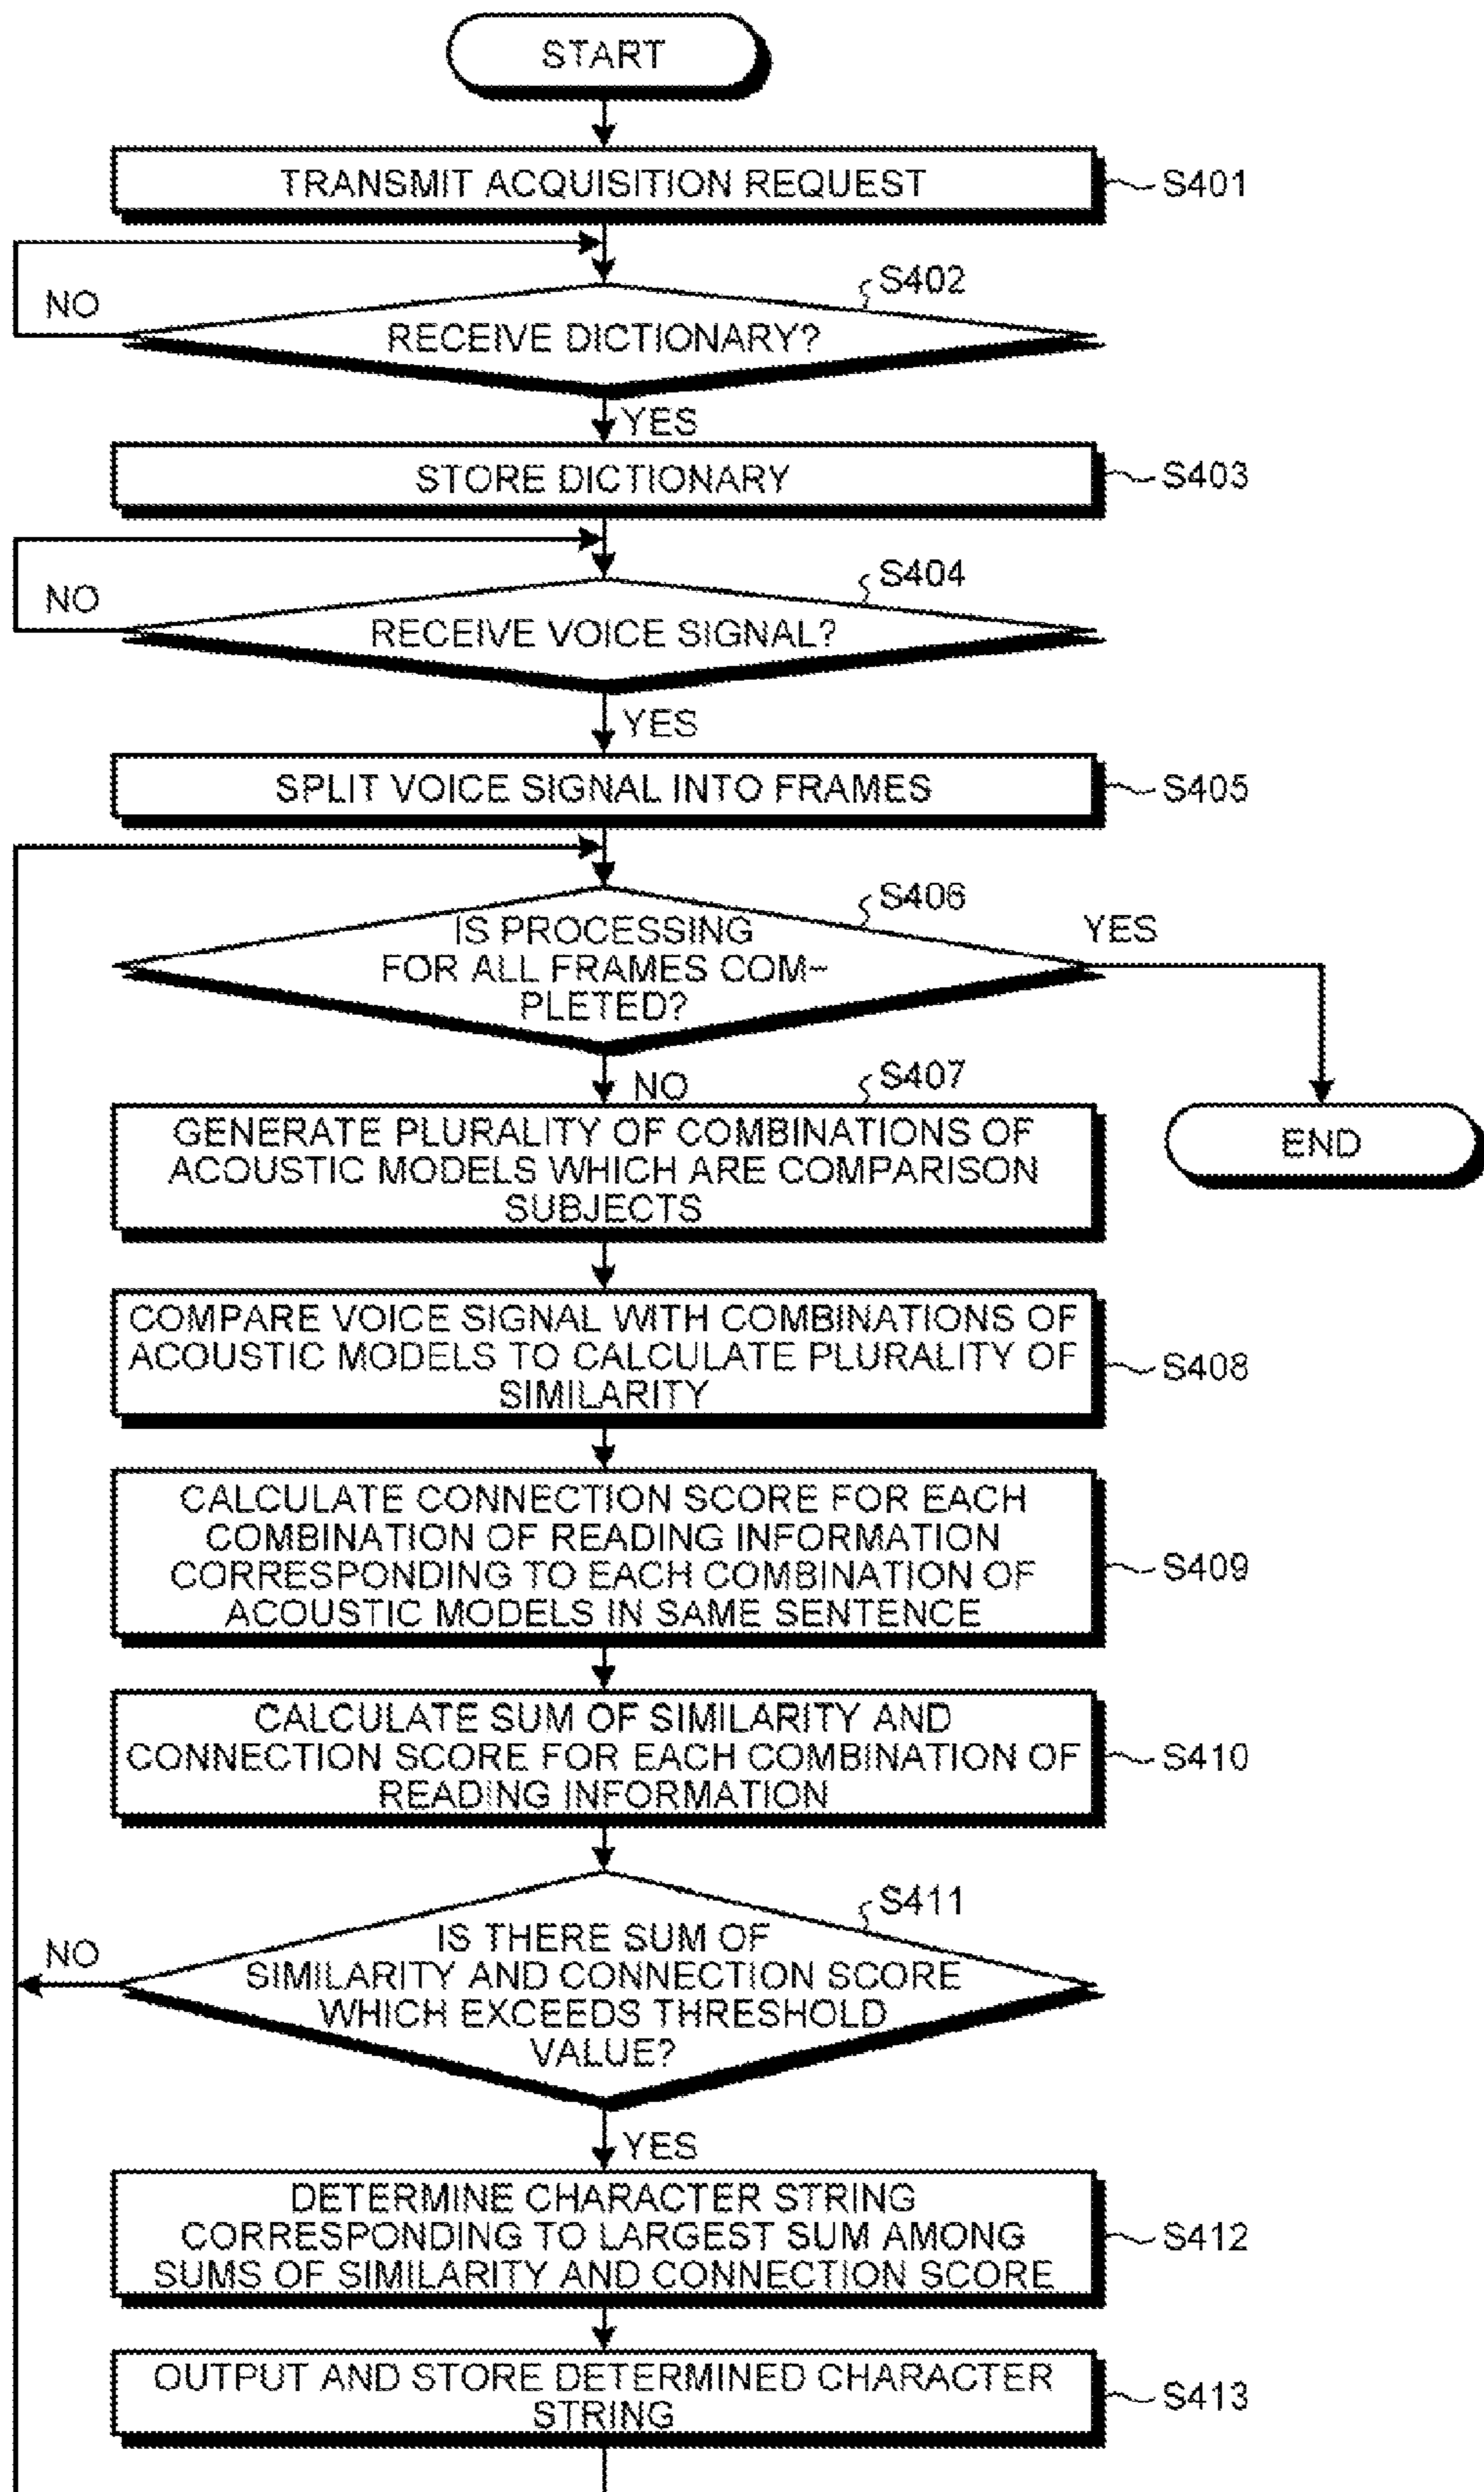 START
TRANSMIT ACQUISITION REQUEST
S401
S402
NO
RECEIVE DICTIONARY?
YES
STORE DICTIONARY
S403
S404
NO
RECEIVE VOICE SIGNAL?
YES
SPLIT VOICE SIGNAL INTO FRAMES
S405
S406
IS PROCESSING
FOR ALL FRAMES COM-
PLETED?
YES
NO
S407
GENERATE PLURALITY OF COMBINATIONS OF
ACOUSTIC MODELS WHICH ARE COMPARISON
SUBJECTS
END
COMPARE VOICE SIGNAL WITH COMBINATIONS OF
ACOUSTIC MODELS TO CALCULATE PLURALITY OF
SIMILARITY
S408
CALCULATE CONNECTION SCORE FOR EACH
COMBINATION OF READING INFORMATION
CORRESPONDING TO EACH COMBINATION OF
ACOUSTIC MODELS IN SAME SENTENCE
S409
CALCULATE SUM OF SIMILARITY AND
CONNECTION SCORE FOR EACH COMBINATION OF
READING INFORMATION
S410
S411
NO
IS THERE SUM OF
SIMILARITY AND CONNECTION SCORE
WHICH EXCEEDS THRESHOLD
VALUE?
YES
DETERMINE CHARACTER STRING
CORRESPONDING TO LARGEST SUM AMONG
SUMS OF SIMILARITY AND CONNECTION SCORE
S412
OUTPUT AND STORE DETERMINED CHARACTER
STRING
S413